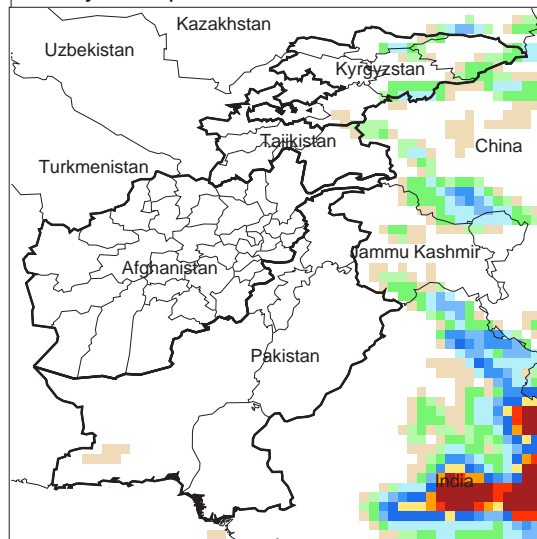 Kazakhstan
Uzbekistan
Kyrgyzstan
Tajikistan
China
Turkmenistan
Jammu Kashmir
Afghanistan
Pakistan
India